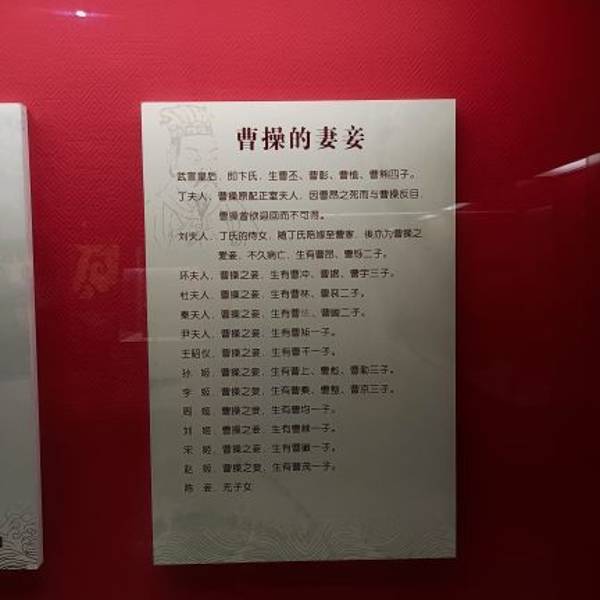 曹操的妻妾
武宣皇后，即卞氏，生曹丕、曹彰、曹植、曹熊四子。
丁夫人，曹操原配正室夫人，因曹昂之死而与曹操反目，
曹操曾欲迎回而不可得。
刘夫人，丁氏的侍女，随丁氏陪嫁至曹家，後亦为曹操之
爱妾，不久病亡，生有曹昂、曹铄二子。
环夫人，曹操之妾，生有曹冲、曹据、曹宇三子。
杜夫人，曹操之妾，生有曹林、曹衮二子。
秦夫人，曹操之妾，生有曹、曹峻二子。
尹夫人，曹操之妾，生有曹矩一子。
王昭仪，曹操之妾，生有曹干一子。
孙 姬，曹操之妾，生有曹上、曹彪、曹勤三子。
李 姬，曹操之妾，生有曹乘、曹整、曹京三子。
周 姬，曹操之妾，生有曹均一子。
刘 姬，曹操之妾，生有曹棘一子。
宋 姬，曹操之妾，生有曹徽一子。
赵 姬，曹操之妾，生有曹茂一子。
陈 妾，无子女